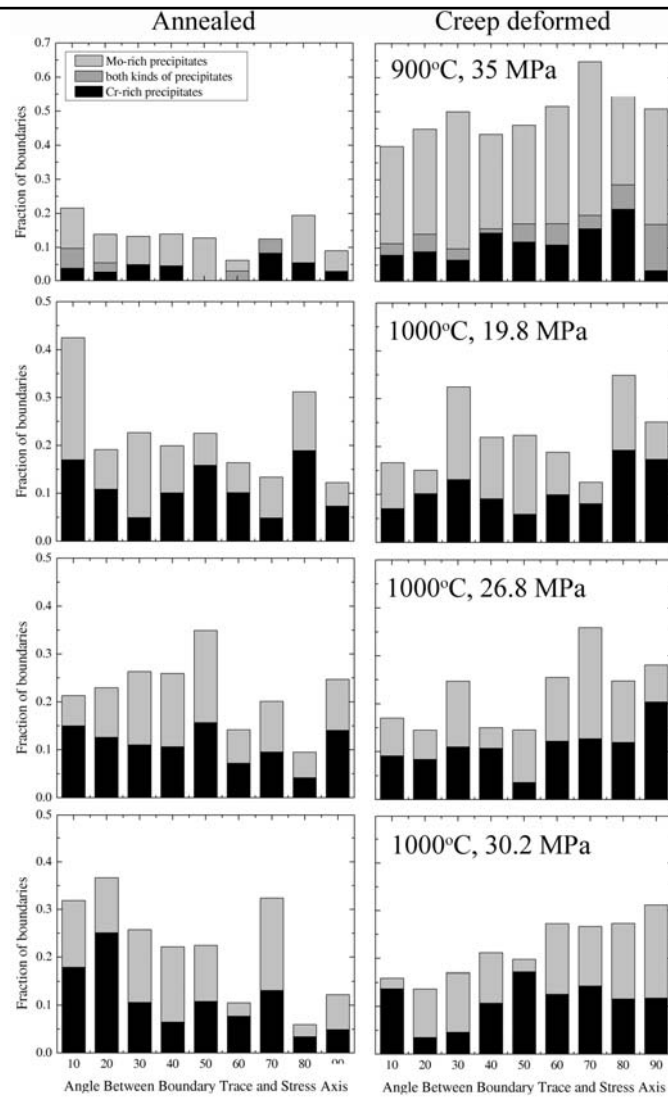 Annealed
Creep deformed
0.7
0.6
0.5
0.4
0.3
0.2
0.1
0.0
Fraction of boundaries
Mo-rich precipitates
both kinds of precipitates
Cr-rich precipitates
900°C, 35 MPa
0.5
0.4
0.3
0.2
0.1
0.0
Fraction of boundaries
1000°C, 19.8 MPa
0.5
0.4
0.3
0.2
0.1
0.0
Fraction of boundaries
1000°C, 26.8 MPa
0.5
0.4
0.3
0.2
0.1
0.0
Fraction of boundaries
1000°C, 30.2 MPa
10 20 30 40 50 60 70 80
10 20 30 40 50 60 70 80 90
Angle Between Boundary Trace and Stress Axis
Angle Between Boundary Trace and Stress Axis